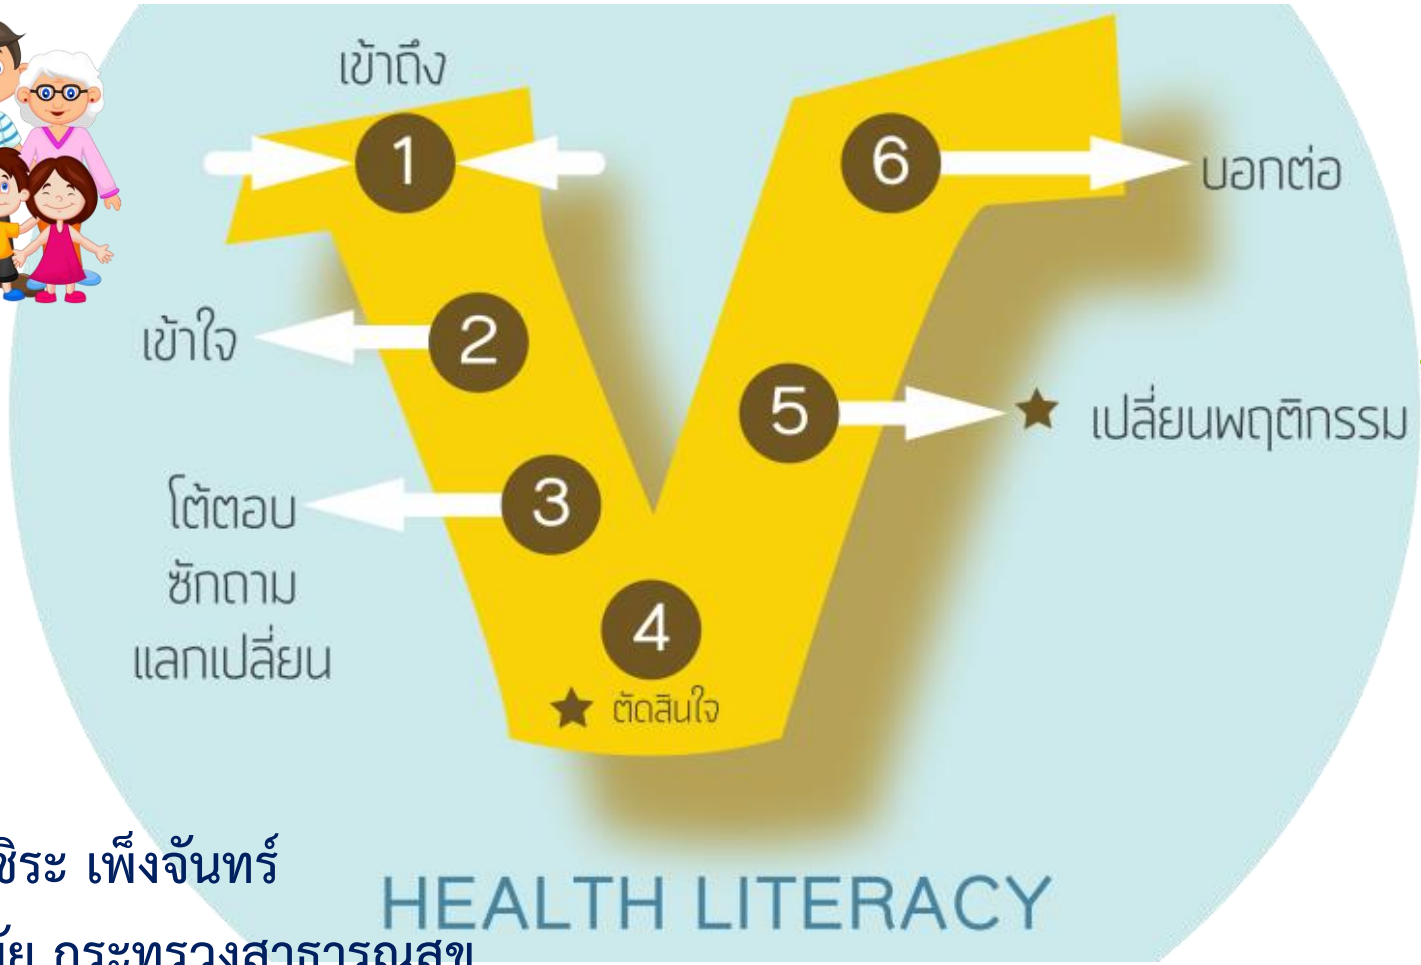 เข้าถึง
1
6
บอกต่อ
2
เข้าใจ
5
★ เปลี่ยนพฤติกรรม
3
โต้ตอบ
ซักถาม
แลกเปลี่ยน
4
★ ตัดสินใจ
เพ็งจันทร์
HEALTH LITERACY
กระทรวงสาธารณสุข